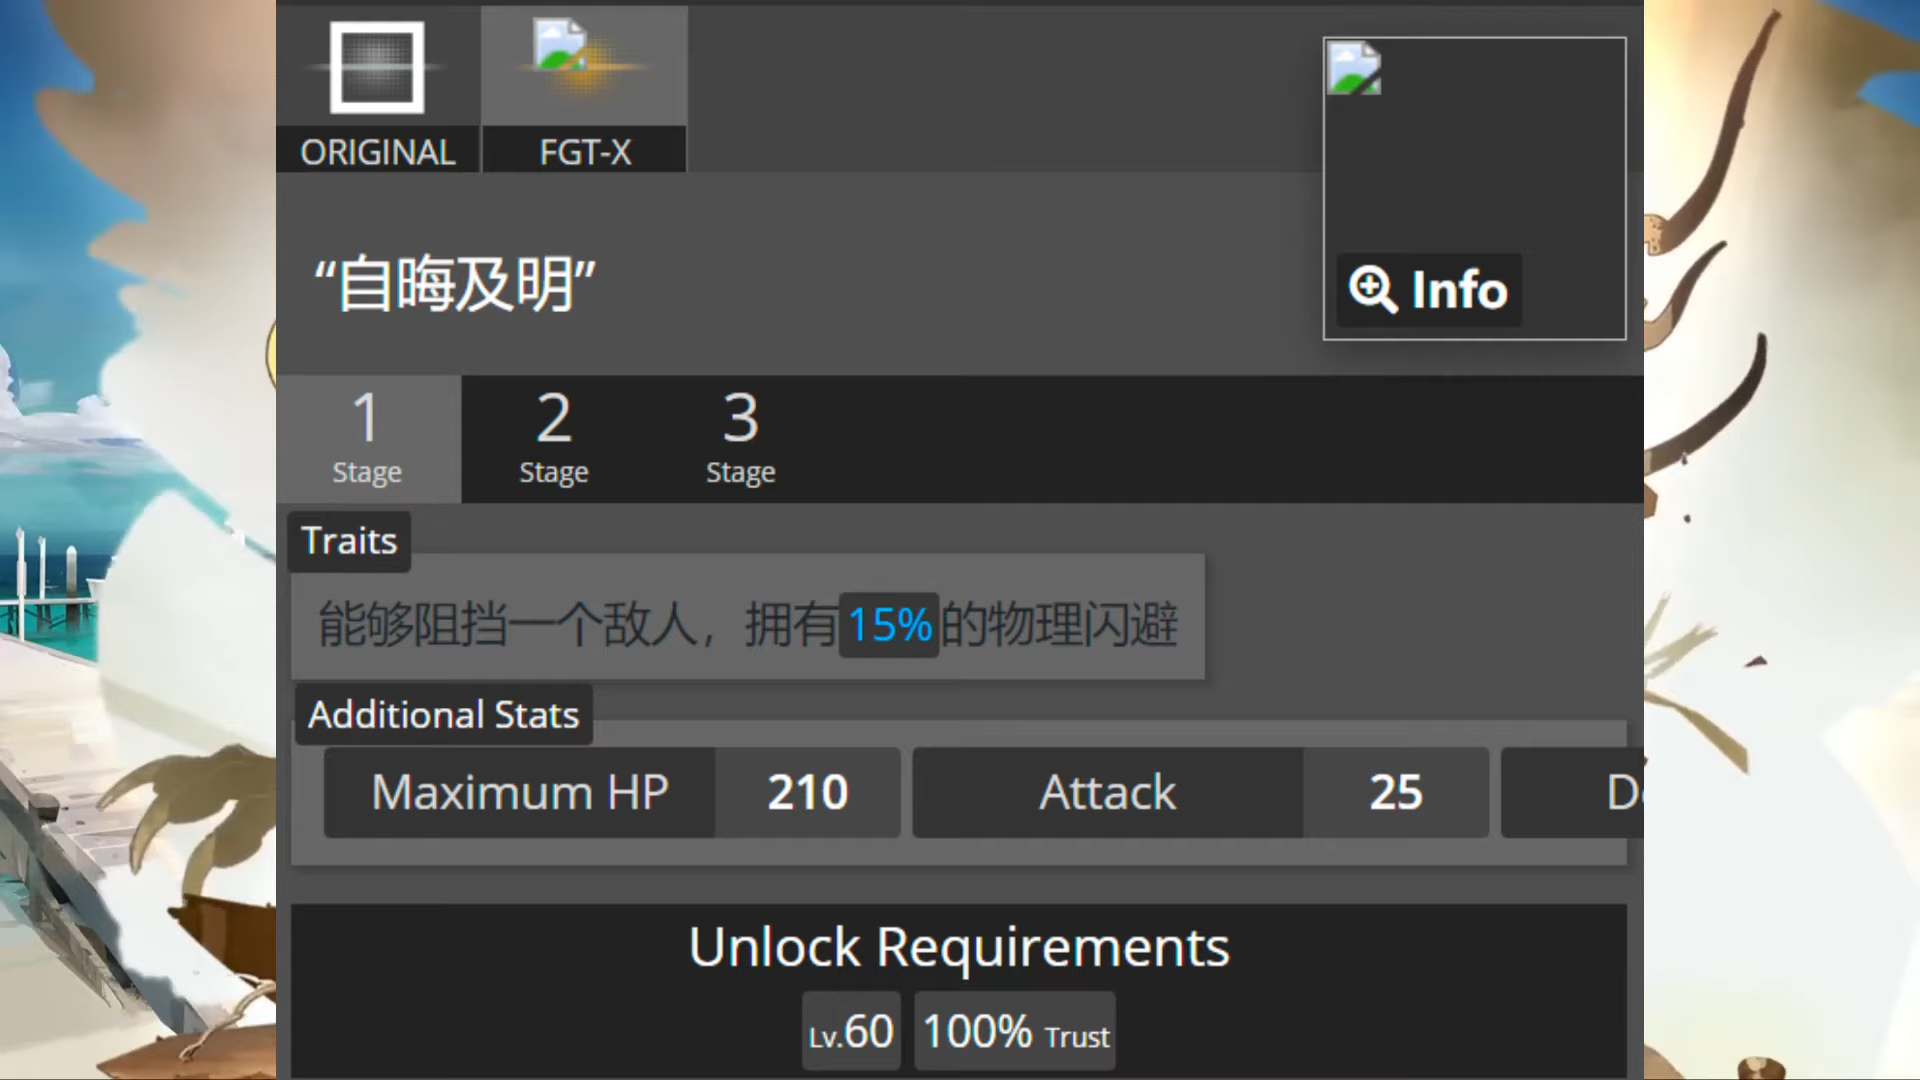 ORIGINAL
FGT-X
“自晦及明”
Info
1
Stage
2
Stage
3
Stage
Traits
能够阻挡一个敌人，拥有15%的物理闪避
Additional Stats
Maximum HP 210
Attack 25
Unlock Requirements
Lv.60 100% Trust